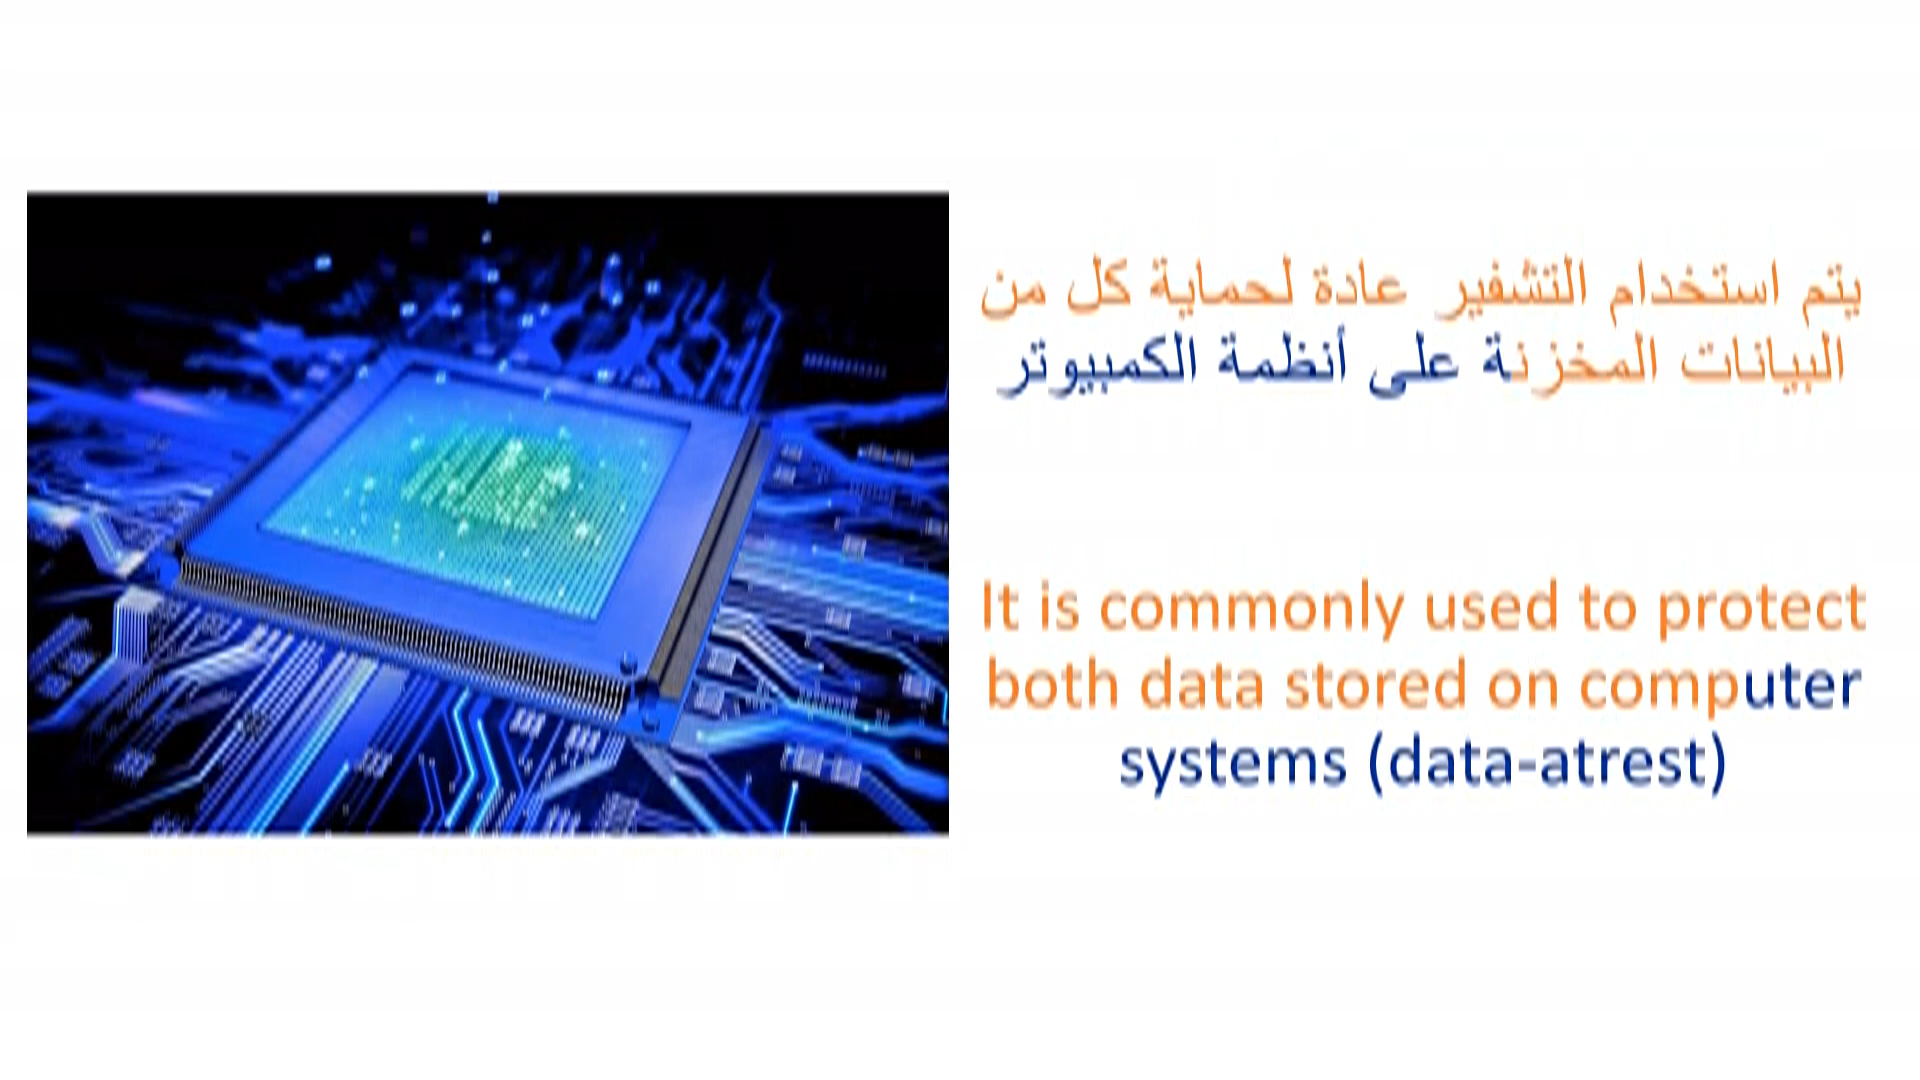 يتم استخدام التشفير عادة لحماية كل من
البيانات المخزنة على أنظمة الكمبيوتر
It is commonly used to protect
both data stored on computer
systems (data-atrest)